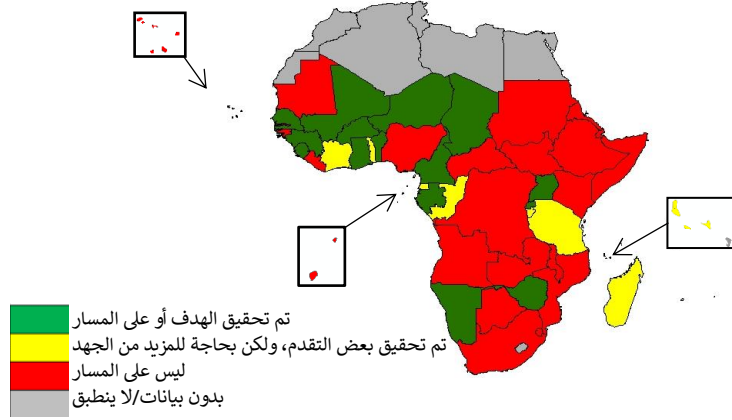 تم تحقيق الهدف أو على المسار
تم تحقيق بعض التقدم، ولكن بحاجة للمزيد من الجهد
ليس على المسار
بدون بيانات/لا ينطبق